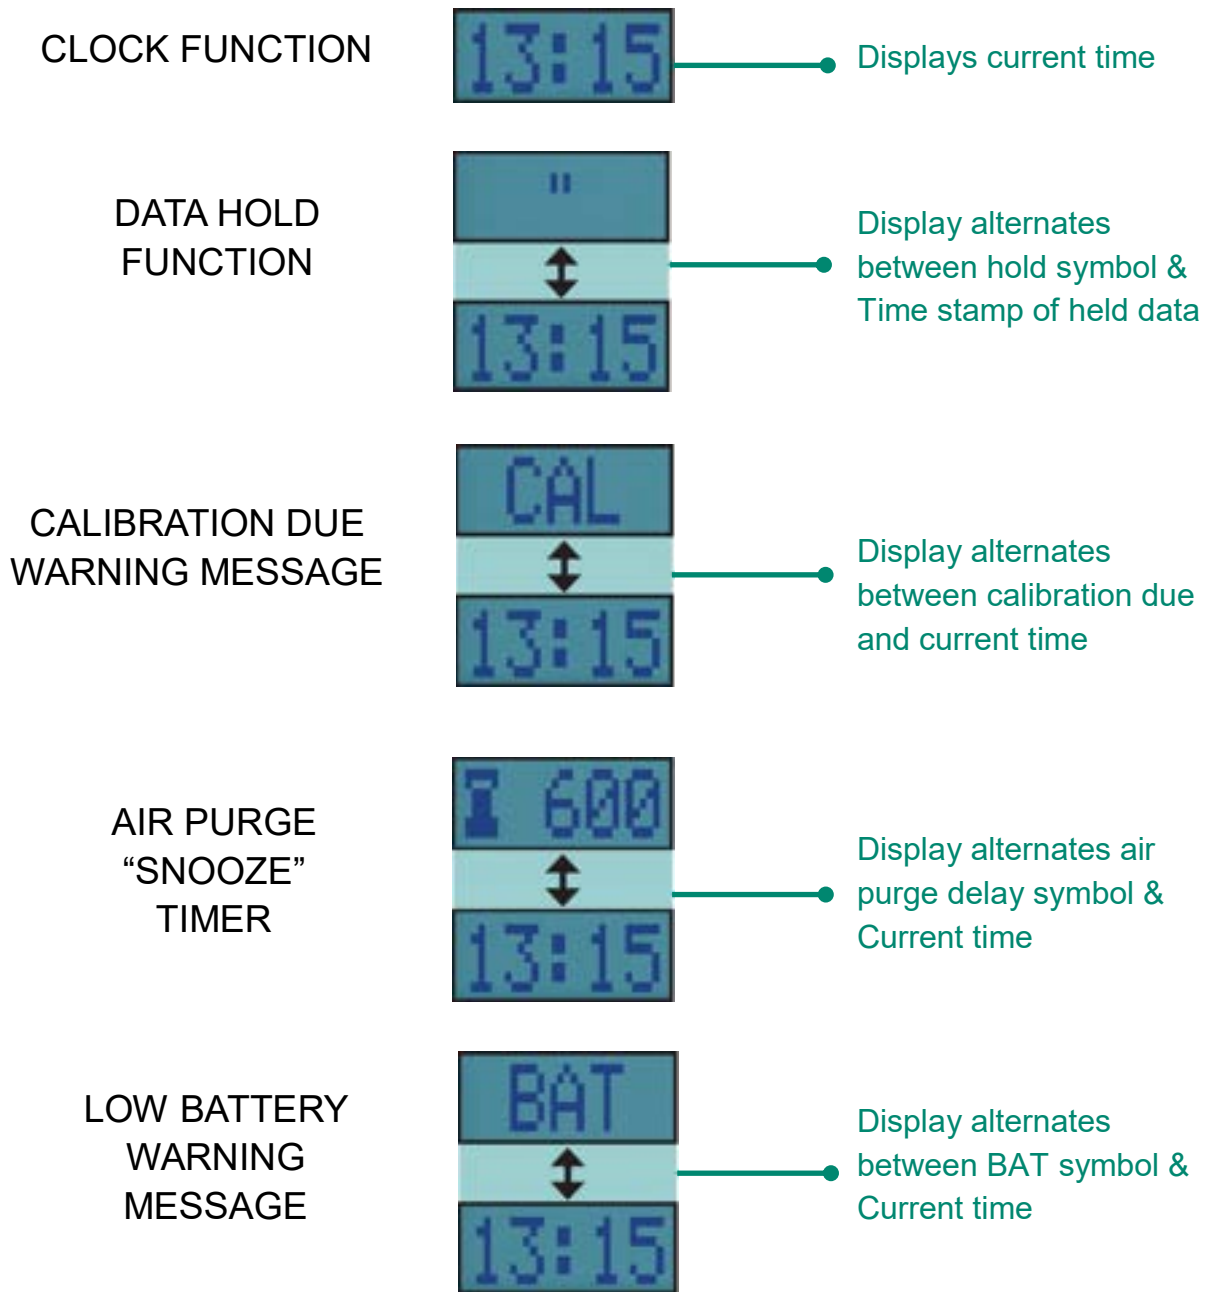 CLOCK FUNCTION
13:15
Displays current time
DATA HOLD
FUNCTION
"
13:15
Display alternates
between hold symbol &
Time stamp of held data
CALIBRATION DUE
WARNING MESSAGE
CAL
13:15
Display alternates
between calibration due
and current time
AIR PURGE
“SNOOZE”
TIMER
600
13:15
Display alternates air
purge delay symbol &
Current time
LOW BATTERY
WARNING
MESSAGE
BAT
13:15
Display alternates
between BAT symbol &
Current time